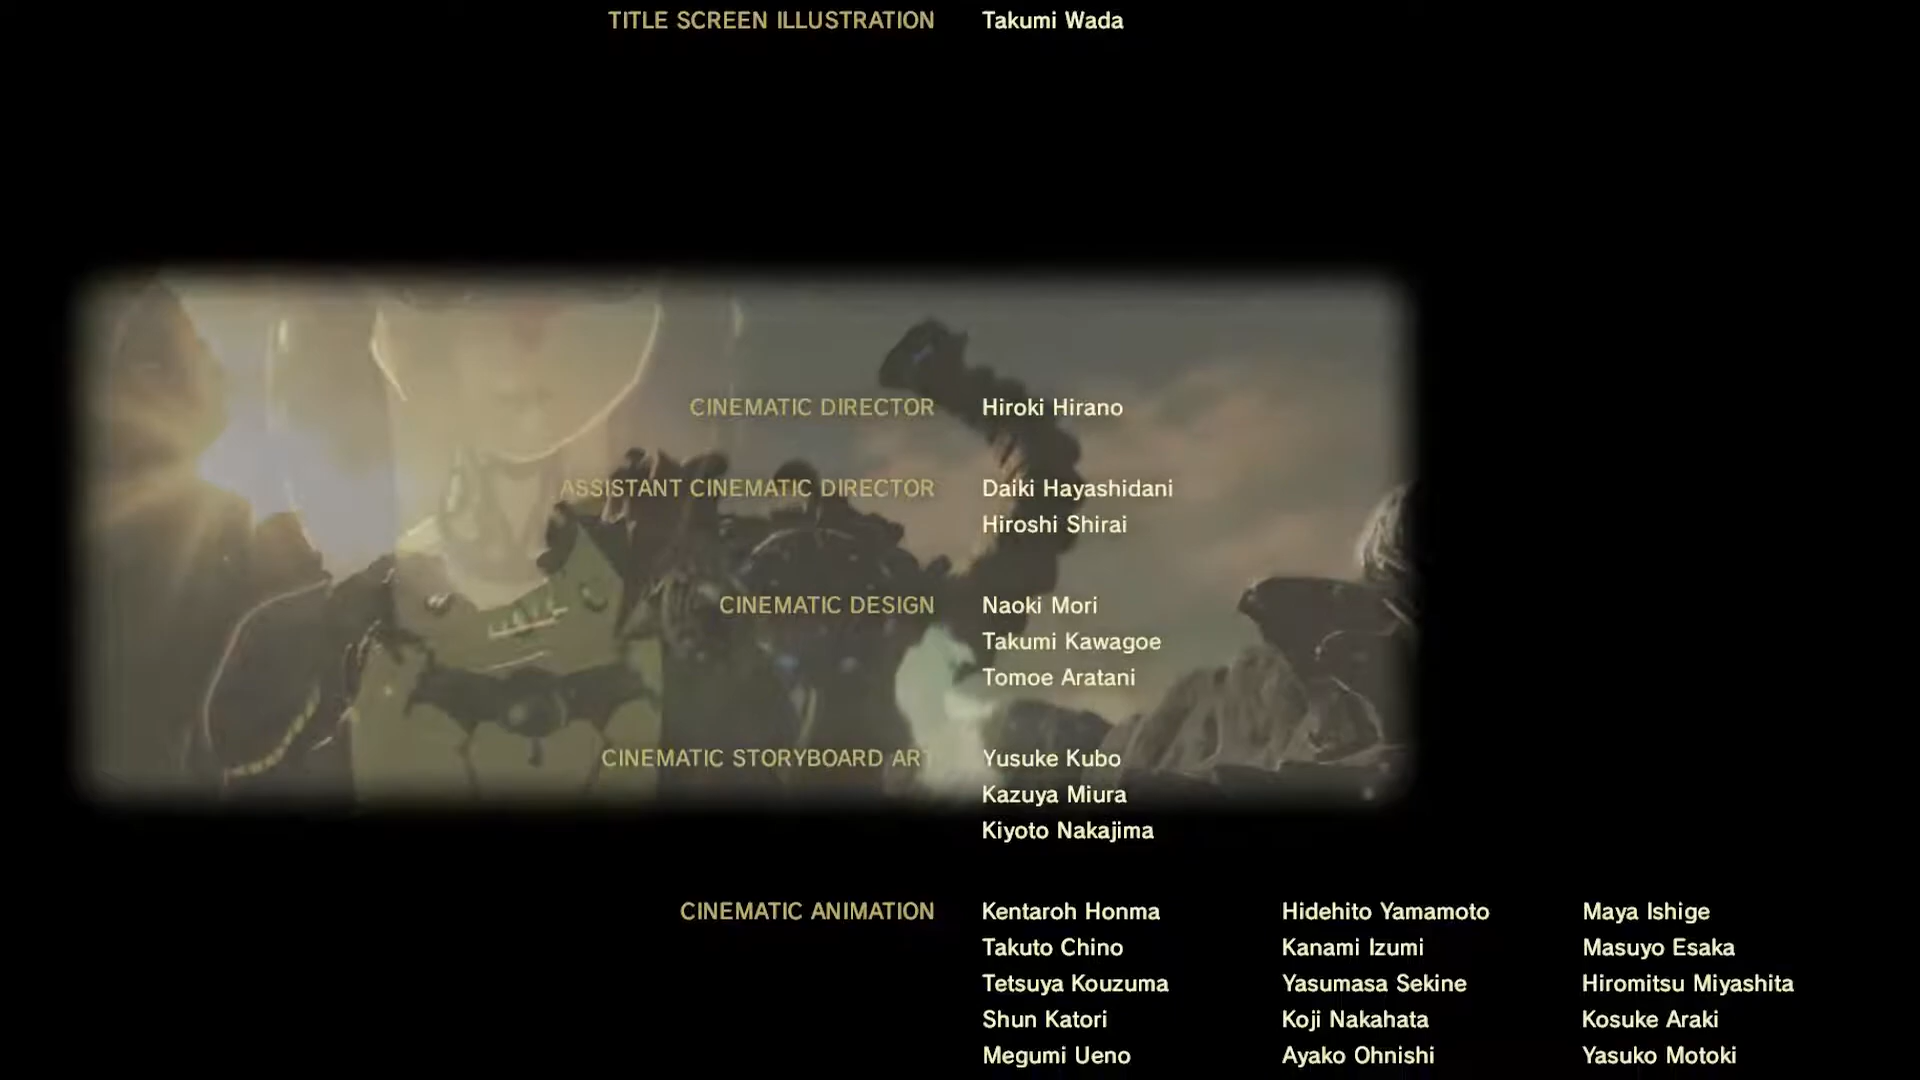 TITLE SCREEN ILLUSTRATION Takumi Wada
CINEMATIC DIRECTOR Hiroki Hirano
ASSISTANT CINEMATIC DIRECTOR Daiki Hayashidani
Hiroshi Shirai
CINEMATIC DESIGN Naoki Mori
Takumi Kawagoe
Tomoe Aratani
CINEMATIC STORYBOARD ART Yusuke Kubo
Kazuya Miura
Kiyoto Nakajima
CINEMATIC ANIMATION Kentaroh Honma Hidehito Yamamoto Maya Ishige
Takuto Chino Kanami Izumi Masuyo Esaka
Tetsuya Kouzuma Yasumasa Sekine Hiromitsu Miyashita
Shun Katori Koji Nakahata Kosuke Araki
Megumi Ueno Ayako Ohnishi Yasuko Motoki